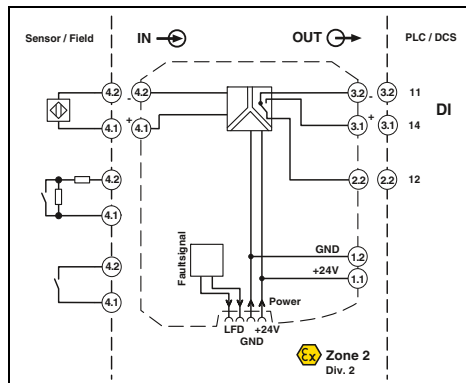 Sensor / Field IN OUT PLC / DCS
DI
4.2 - 4.2 3.2 - 3.2 11
4.1 + 4.1 3.1 + 3.1 14
4.2 2.2 2.2 12
4.1
Faultsignal
GND 1.2
4.2
+24V 1.1
4.1
Power
LFD +24V
GND
Ex Zone 2
Div. 2